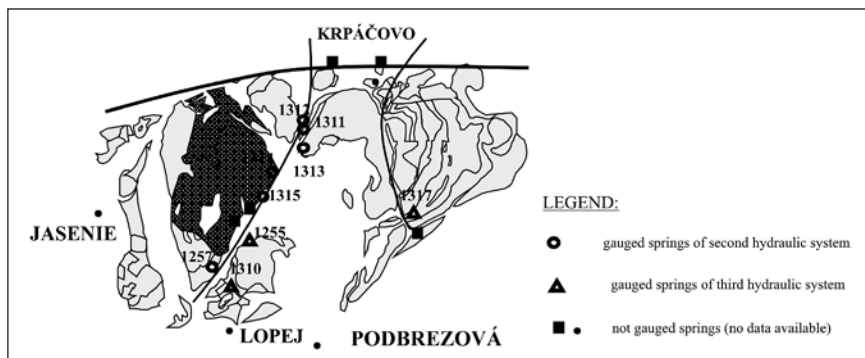 KRPÁČOVO
1312
1311
1313
1315
1317
JASENIE
1255
1257
1310
LOPEJ
PODBREZOVÁ
LEGEND:
gauged springs of second hydraulic system
gauged springs of third hydraulic system
not gauged springs (no data available)